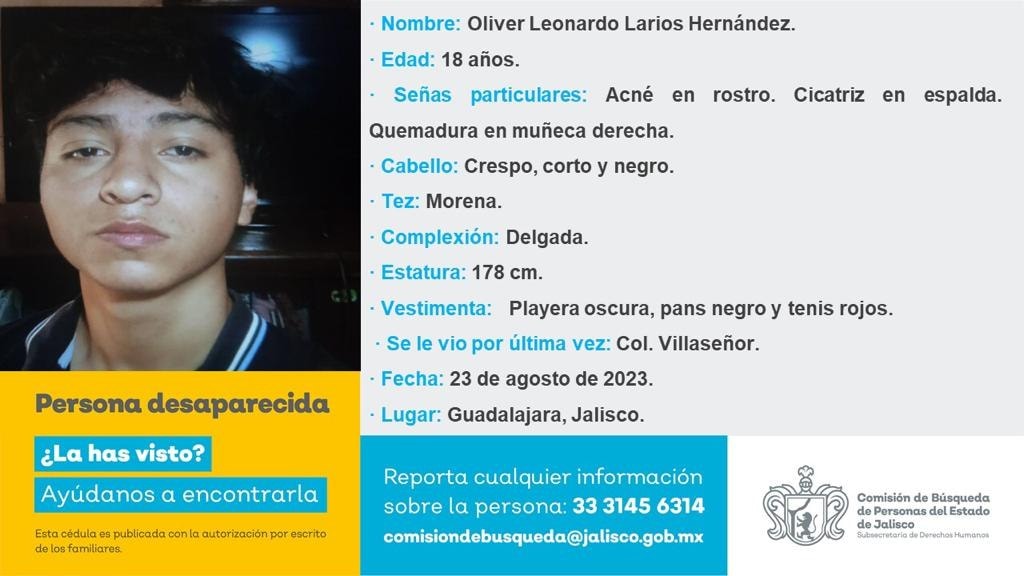 · Nombre: Oliver Leonardo Larios Hernández.
· Edad: 18 años.
· Señas particulares: Acné en rostro. Cicatriz en espalda.
Quemadura en muñeca derecha.
· Cabello: Crespo, corto y negro.
· Tez: Morena.
· Complexión: Delgada.
· Estatura: 178 cm.
· Vestimenta: Playera oscura, pans negro y tenis rojos.
· Se le vio por última vez: Col. Villaseñor.
· Fecha: 23 de agosto de 2023.
· Lugar: Guadalajara, Jalisco.
Persona desaparecida
¿La has visto?
Ayúdanos a encontrarla
Esta cédula es publicada con la autorización por escrito
de los familiares.
Reporta cualquier información
sobre la persona: 33 3145 6314
comisiondebusqueda@jalisco.gob.mx
Comisión de Búsqueda
de Personas del Estado
de Jalisco
Subsecretaría de Derechos Humanos